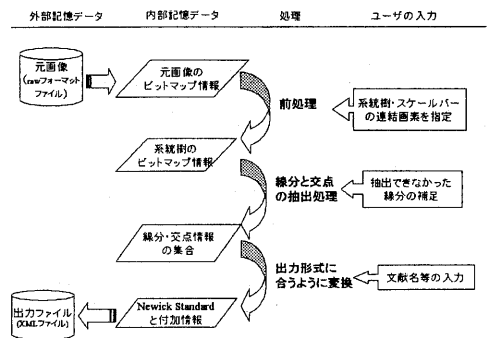 外部記憶データ
内部記憶データ
処理
ユーザの入力
元画像
(rawフォーマット
ファイル)
元画像の
ビットマップ情報
前処理
系統樹・スケールバー
の連結画素を指定
系統樹の
ビットマップ情報
線分と交点
の抽出処理
抽出できなかった
線分の補足
線分・交点情報
の集合
出力形式に
合うように変換
文献名等の入力
出力ファイル
(XMLファイル)
Newick Standard
と付加情報